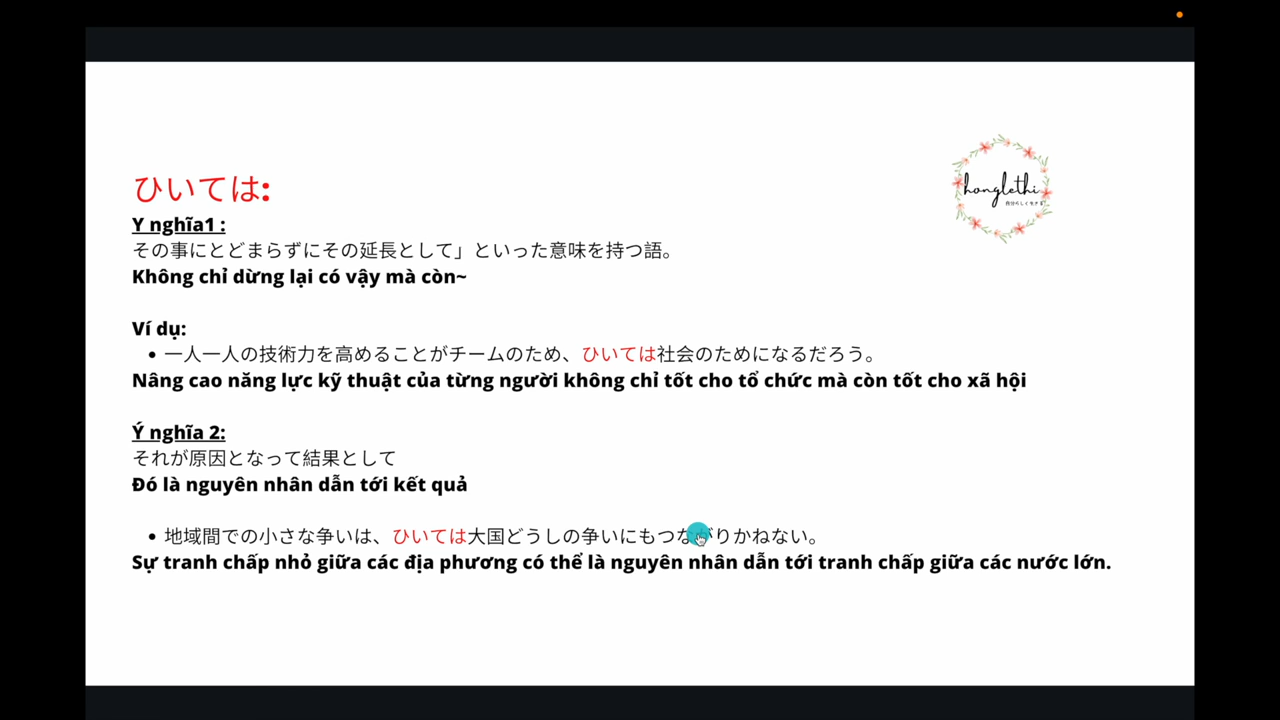 ひいては:
honglethi
自分らしく生きる
Y nghĩa1 :
その事にとどまらずにその延長として」といった意味を持つ語。
Không chỉ dừng lại có vậy mà còn~
Ví dụ:
• 一人一人の技術力を高めることがチームのため、ひいては社会のためになるだろう。
Nâng cao năng lực kỹ thuật của từng người không chỉ tốt cho tổ chức mà còn tốt cho xã hội
Ý nghĩa 2:
それが原因となって結果として
Đó là nguyên nhân dẫn tới kết quả
• 地域間での小さな争いは、ひいては大国どうしの争いにもつながりかねない。
Sự tranh chấp nhỏ giữa các địa phương có thể là nguyên nhân dẫn tới tranh chấp giữa các nước lớn.